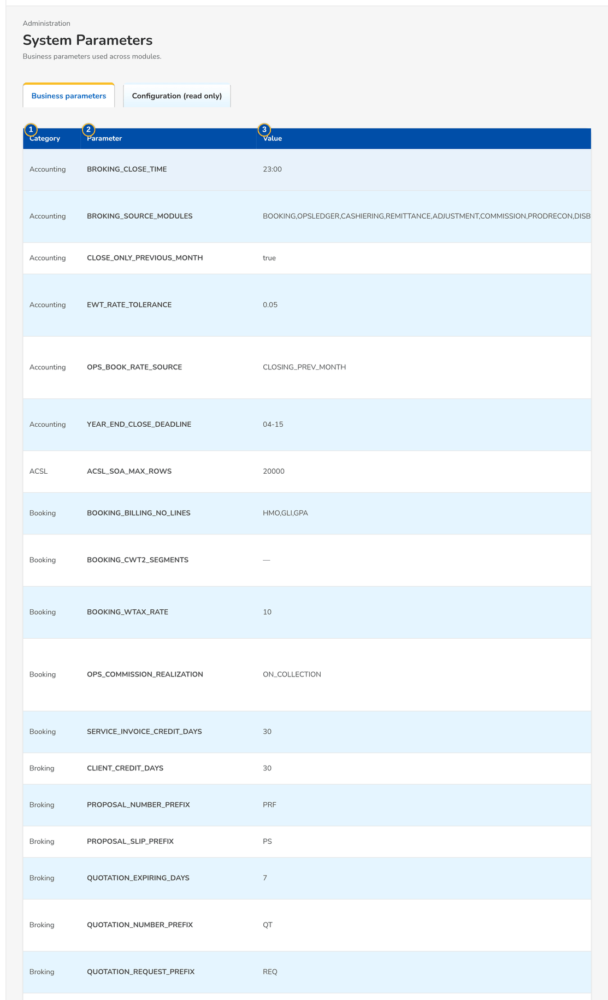 Administration
System Parameters
Business parameters used across modules.
Business parameters Configuration (read only)
1 2 3
Category Parameter Value
Accounting BROKING_CLOSE_TIME 23:00
Accounting BROKING_SOURCE_MODULES BOOKING,OPSLEDGER,CASHIERING,REMITTANCE,ADJUSTMENT,COMMISSION,PRODRECON,DISB
Accounting CLOSE_ONLY_PREVIOUS_MONTH true
Accounting EWT_RATE_TOLERANCE 0.05
Accounting OPS_BOOK_RATE_SOURCE CLOSING_PREV_MONTH
Accounting YEAR_END_CLOSE_DEADLINE 04-15
ACSL ACSL_SOA_MAX_ROWS 20000
Booking BOOKING_BILLING_NO_LINES HMO,GLI,GPA
Booking BOOKING_CWT2_SEGMENTS —
Booking BOOKING_WTAX_RATE 10
Booking OPS_COMMISSION_REALIZATION ON_COLLECTION
Booking SERVICE_INVOICE_CREDIT_DAYS 30
Broking CLIENT_CREDIT_DAYS 30
Broking PROPOSAL_NUMBER_PREFIX PRF
Broking PROPOSAL_SLIP_PREFIX PS
Broking QUOTATION_EXPIRING_DAYS 7
Broking QUOTATION_NUMBER_PREFIX QT
Broking QUOTATION_REQUEST_PREFIX REQ